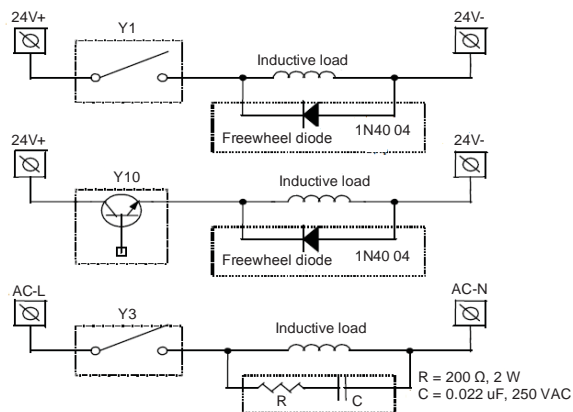 24V+
Y1
24V-
Inductive load
Freewheel diode
1N40 04
24V+
Y10
24V-
Inductive load
Freewheel diode
1N40 04
AC-L
Y3
AC-N
Inductive load
R
C
R = 200 Ω, 2 W
C = 0.022 uF, 250 VAC